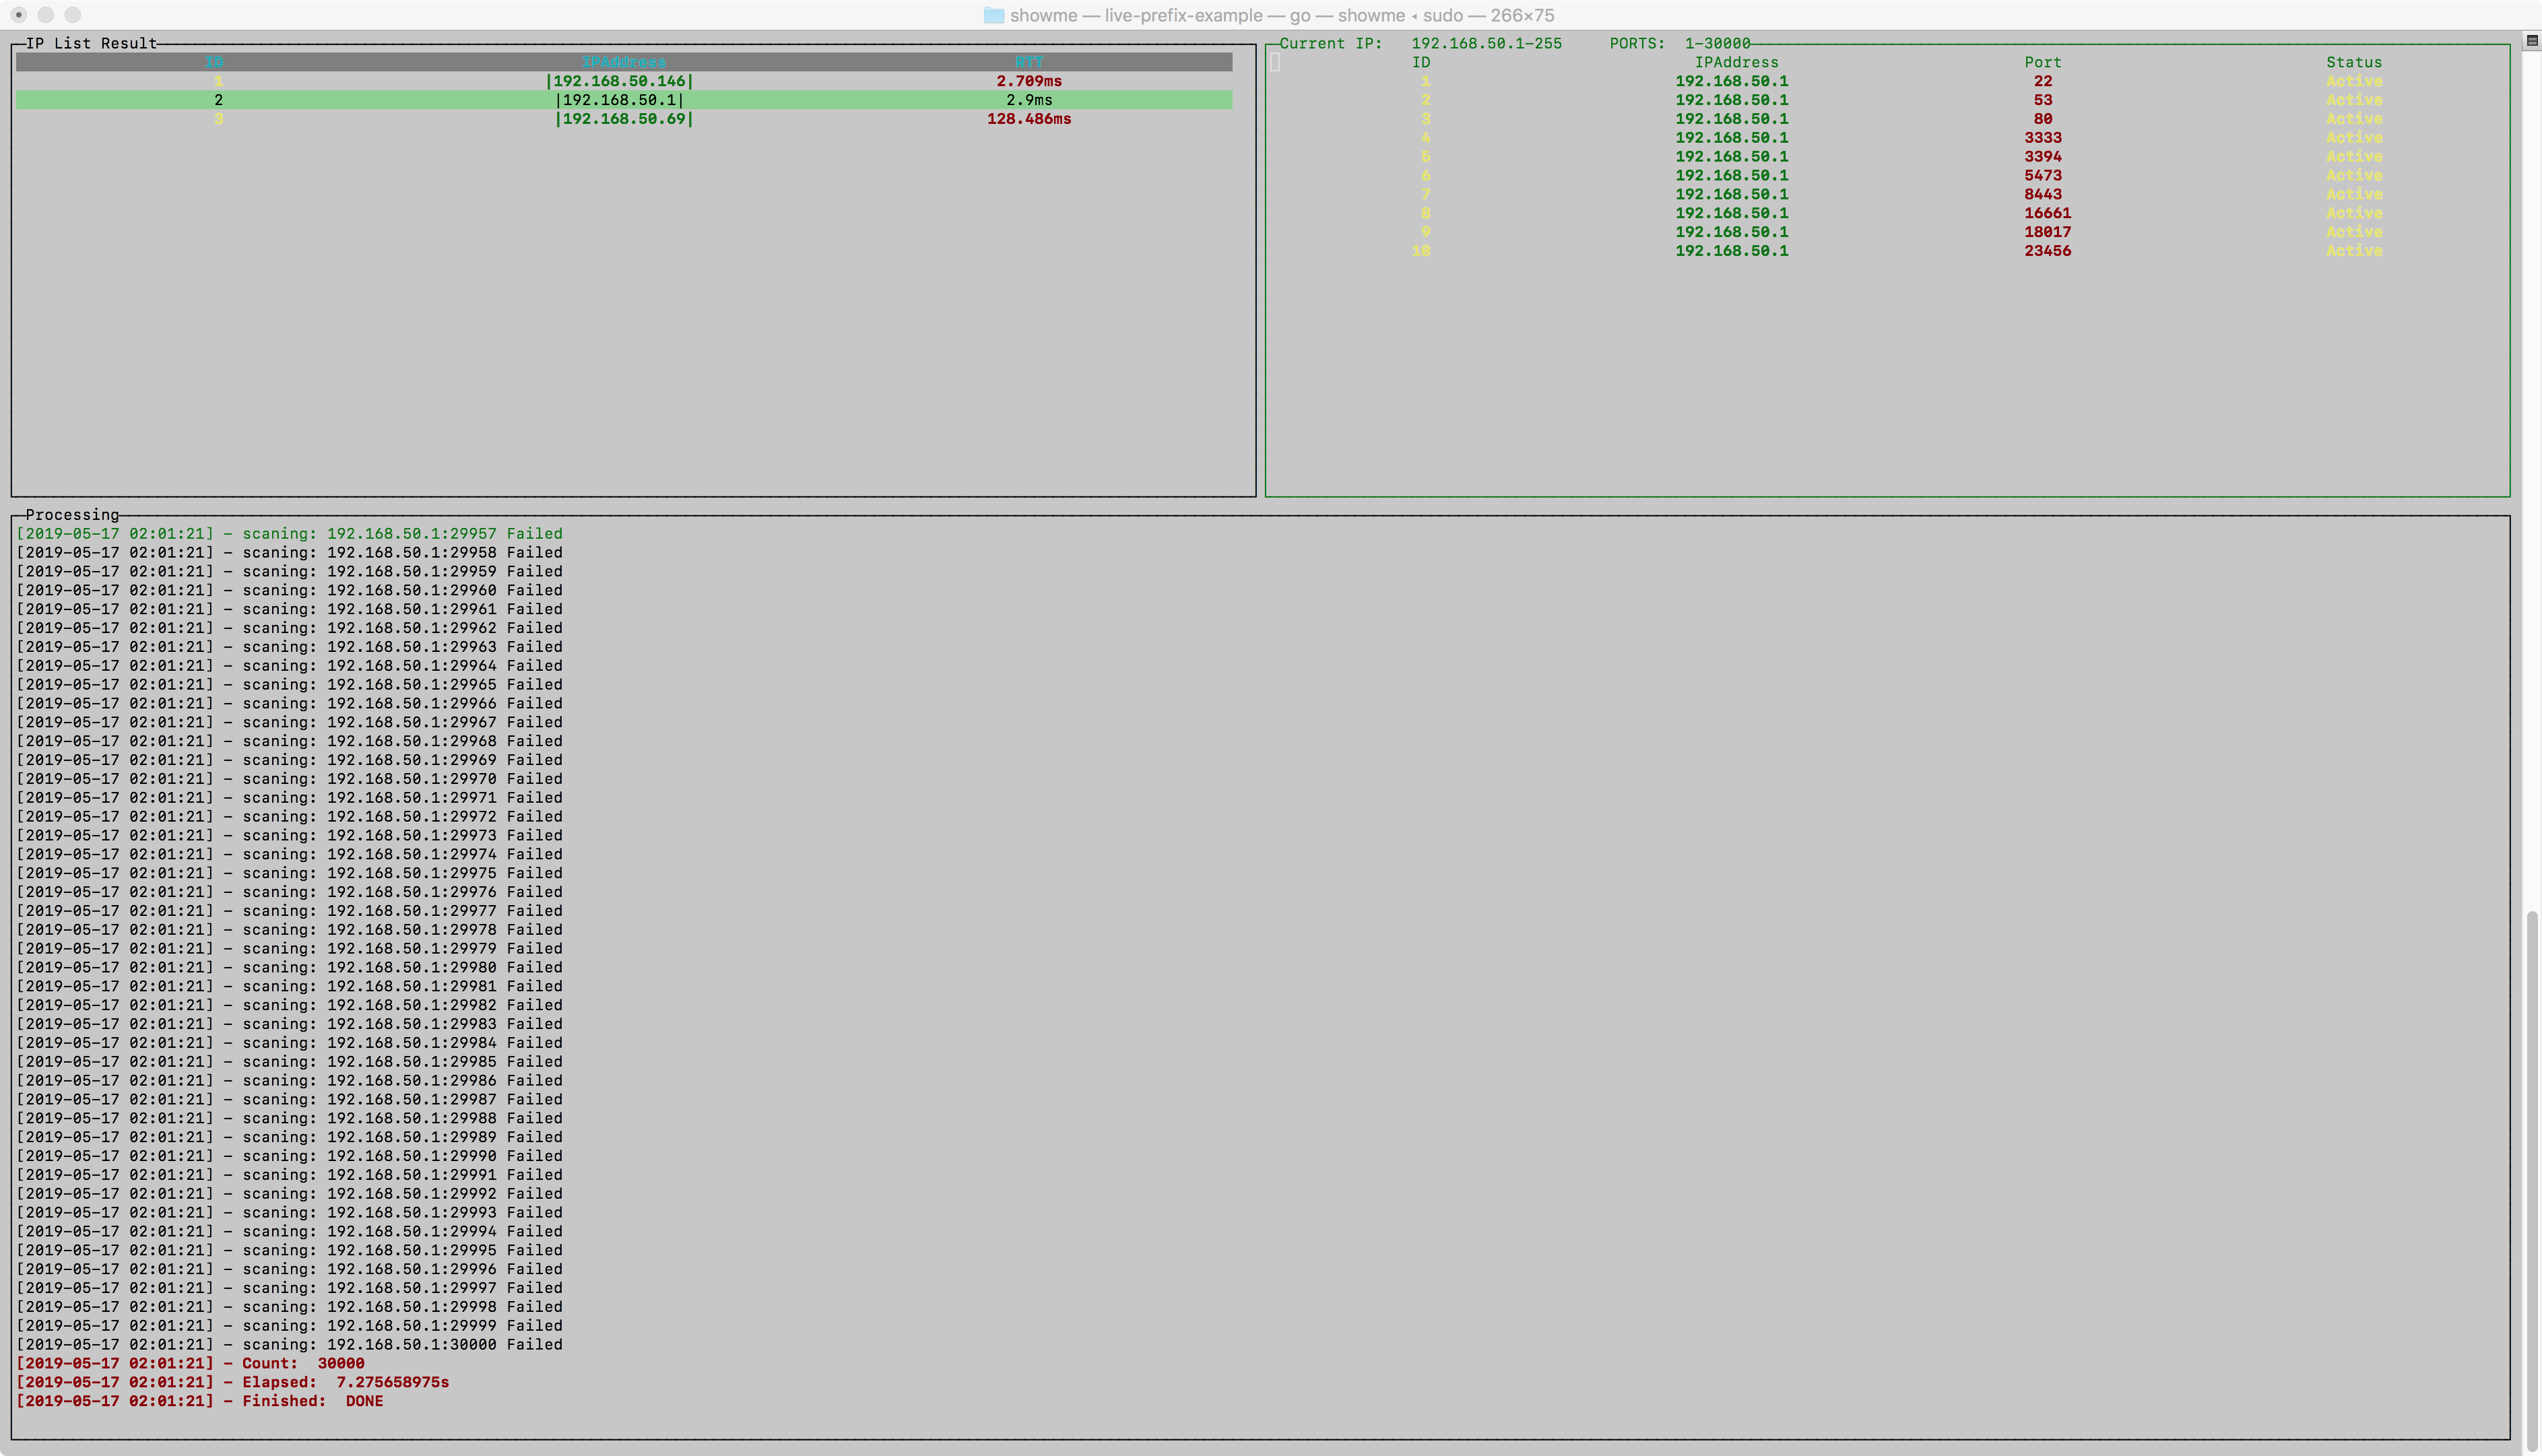 showme — live-prefix-example — go — showme ◂ sudo — 266×75
IP List Result
ID IPAddress RTT
1 |192.168.50.146| 2.709ms
2 |192.168.50.1| 2.9ms
3 |192.168.50.69| 128.486ms
Current IP: 192.168.50.1-255 PORTS: 1-30000
ID IPAddress Port Status
1 192.168.50.1 22 Active
2 192.168.50.1 53 Active
3 192.168.50.1 80 Active
4 192.168.50.1 3333 Active
5 192.168.50.1 3394 Active
6 192.168.50.1 5473 Active
7 192.168.50.1 8443 Active
8 192.168.50.1 16661 Active
9 192.168.50.1 18017 Active
10 192.168.50.1 23456 Active
Processing
[2019-05-17 02:01:21] - scaning: 192.168.50.1:29957 Failed
[2019-05-17 02:01:21] - scaning: 192.168.50.1:29958 Failed
[2019-05-17 02:01:21] - scaning: 192.168.50.1:29959 Failed
[2019-05-17 02:01:21] - scaning: 192.168.50.1:29960 Failed
[2019-05-17 02:01:21] - scaning: 192.168.50.1:29961 Failed
[2019-05-17 02:01:21] - scaning: 192.168.50.1:29962 Failed
[2019-05-17 02:01:21] - scaning: 192.168.50.1:29963 Failed
[2019-05-17 02:01:21] - scaning: 192.168.50.1:29964 Failed
[2019-05-17 02:01:21] - scaning: 192.168.50.1:29965 Failed
[2019-05-17 02:01:21] - scaning: 192.168.50.1:29966 Failed
[2019-05-17 02:01:21] - scaning: 192.168.50.1:29967 Failed
[2019-05-17 02:01:21] - scaning: 192.168.50.1:29968 Failed
[2019-05-17 02:01:21] - scaning: 192.168.50.1:29969 Failed
[2019-05-17 02:01:21] - scaning: 192.168.50.1:29970 Failed
[2019-05-17 02:01:21] - scaning: 192.168.50.1:29971 Failed
[2019-05-17 02:01:21] - scaning: 192.168.50.1:29972 Failed
[2019-05-17 02:01:21] - scaning: 192.168.50.1:29973 Failed
[2019-05-17 02:01:21] - scaning: 192.168.50.1:29974 Failed
[2019-05-17 02:01:21] - scaning: 192.168.50.1:29975 Failed
[2019-05-17 02:01:21] - scaning: 192.168.50.1:29976 Failed
[2019-05-17 02:01:21] - scaning: 192.168.50.1:29977 Failed
[2019-05-17 02:01:21] - scaning: 192.168.50.1:29978 Failed
[2019-05-17 02:01:21] - scaning: 192.168.50.1:29979 Failed
[2019-05-17 02:01:21] - scaning: 192.168.50.1:29980 Failed
[2019-05-17 02:01:21] - scaning: 192.168.50.1:29981 Failed
[2019-05-17 02:01:21] - scaning: 192.168.50.1:29982 Failed
[2019-05-17 02:01:21] - scaning: 192.168.50.1:29983 Failed
[2019-05-17 02:01:21] - scaning: 192.168.50.1:29984 Failed
[2019-05-17 02:01:21] - scaning: 192.168.50.1:29985 Failed
[2019-05-17 02:01:21] - scaning: 192.168.50.1:29986 Failed
[2019-05-17 02:01:21] - scaning: 192.168.50.1:29987 Failed
[2019-05-17 02:01:21] - scaning: 192.168.50.1:29988 Failed
[2019-05-17 02:01:21] - scaning: 192.168.50.1:29989 Failed
[2019-05-17 02:01:21] - scaning: 192.168.50.1:29990 Failed
[2019-05-17 02:01:21] - scaning: 192.168.50.1:29991 Failed
[2019-05-17 02:01:21] - scaning: 192.168.50.1:29992 Failed
[2019-05-17 02:01:21] - scaning: 192.168.50.1:29993 Failed
[2019-05-17 02:01:21] - scaning: 192.168.50.1:29994 Failed
[2019-05-17 02:01:21] - scaning: 192.168.50.1:29995 Failed
[2019-05-17 02:01:21] - scaning: 192.168.50.1:29996 Failed
[2019-05-17 02:01:21] - scaning: 192.168.50.1:29997 Failed
[2019-05-17 02:01:21] - scaning: 192.168.50.1:29998 Failed
[2019-05-17 02:01:21] - scaning: 192.168.50.1:29999 Failed
[2019-05-17 02:01:21] - scaning: 192.168.50.1:30000 Failed
[2019-05-17 02:01:21] - Count: 30000
[2019-05-17 02:01:21] - Elapsed: 7.275658975s
[2019-05-17 02:01:21] - Finished: DONE